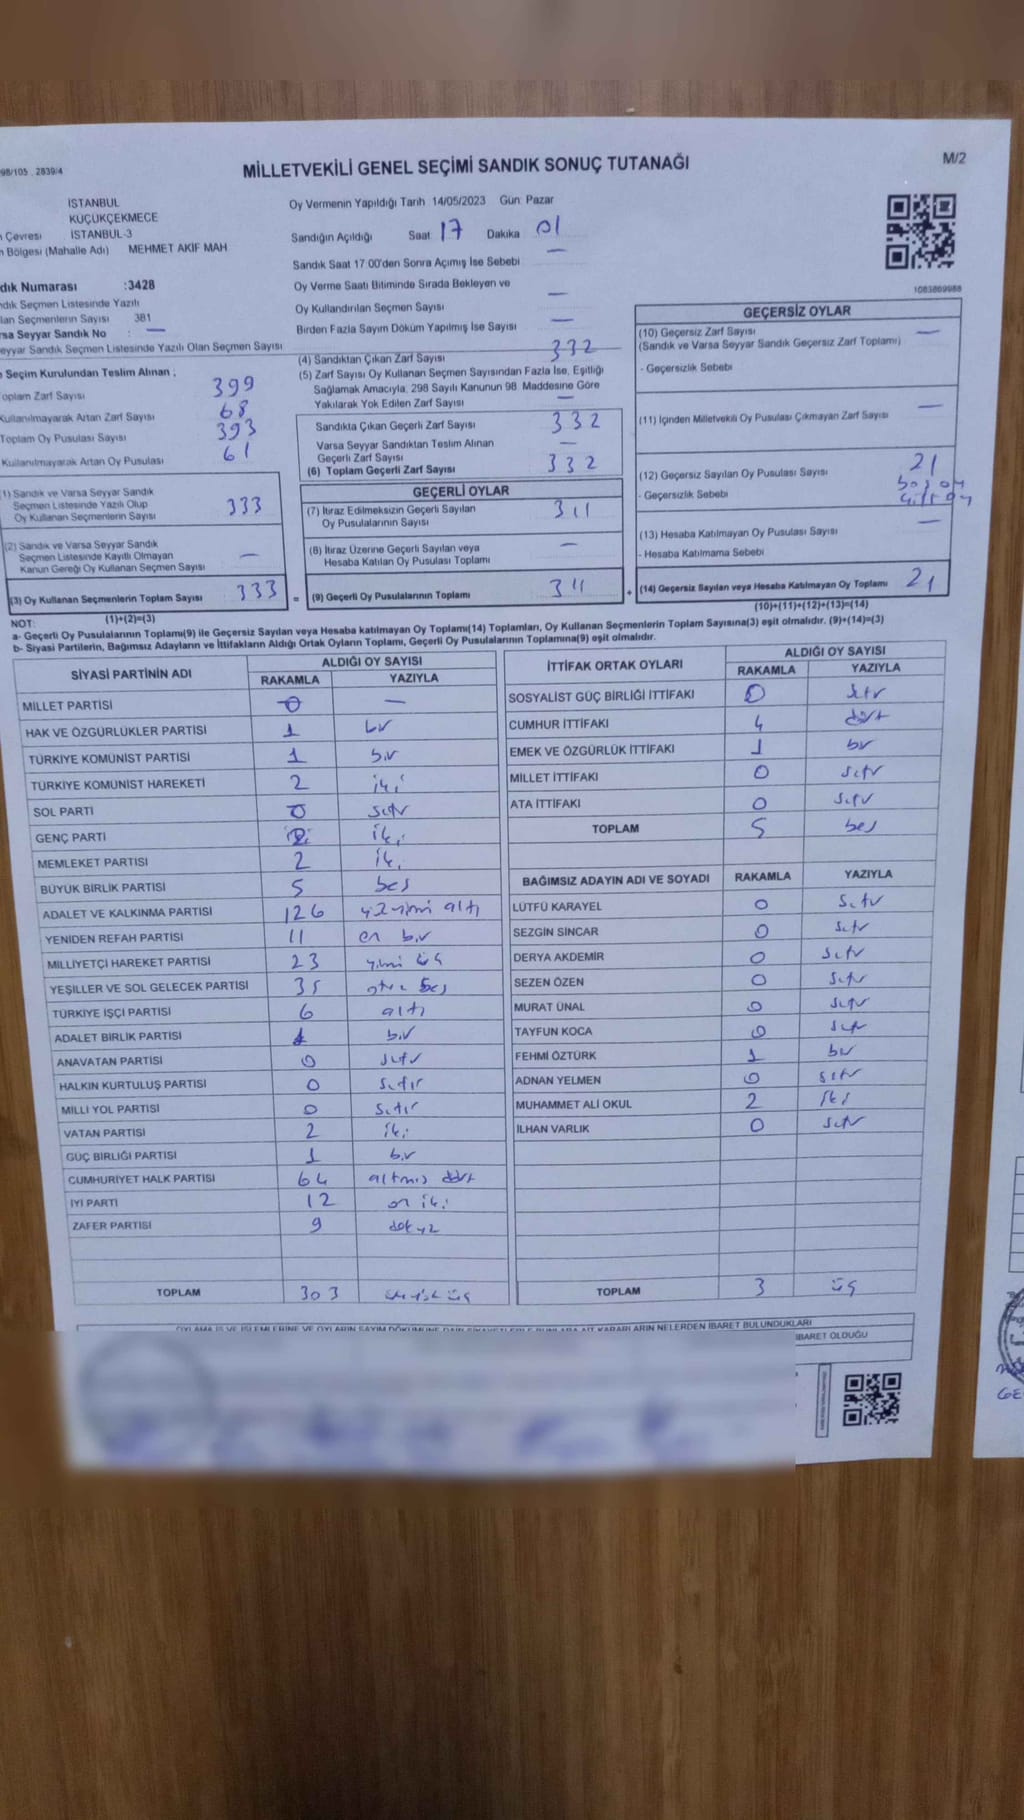 98/105 . 2839/4
MİLLETVEKİLİ GENEL SEÇİMİ SANDIK SONUÇ TUTANAĞI
M/2
İSTANBUL
KÜÇÜKÇEKMECE
Çevresi İSTANBUL-3
Bölgesi (Mahalle Adı) MEHMET AKİF MAH
Oy Vermenin Yapıldığı Tarih 14/05/2023 Gün Pazar
Sandığın Açıldığı Saat 17 Dakika 01
Sandık Saat 17:00'den Sonra Açımış İse Sebebi —
Oy Verme Saati Bitiminde Sırada Bekleyen ve
Oy Kullandırılan Seçmen Sayısı —
Birden Fazla Sayım Döküm Yapılmış İse Sayısı —
1083869988
dık Numarası :3428
ndık Seçmen Listesinde Yazılı
lan Seçmenlerin Sayısı 381
rsa Seyyar Sandık No : —
eyyar Sandık Seçmen Listesinde Yazılı Olan Seçmen Sayısı
Seçim Kurulundan Teslim Alınan ;
oplam Zarf Sayısı 399
Kullanılmayarak Artan Zarf Sayısı 68
Toplam Oy Pusulası Sayısı 393
Kullanılmayarak Artan Oy Pusulası 61
(4) Sandıktan Çıkan Zarf Sayısı 332
(5) Zarf Sayısı Oy Kullanan Seçmen Sayısından Fazla İse, Eşitliği
Sağlamak Amacıyla, 298 Sayılı Kanunun 98. Maddesine Göre
Yakılarak Yok Edilen Zarf Sayısı —
Sandıkta Çıkan Geçerli Zarf Sayısı 332
Varsa Seyyar Sandıktan Teslim Alınan
Geçerli Zarf Sayısı —
(6) Toplam Geçerli Zarf Sayısı 332
GEÇERSİZ OYLAR
(10) Geçersiz Zarf Sayısı —
(Sandık ve Varsa Seyyar Sandık Geçersiz Zarf Toplamı)
- Geçersizlik Sebebi
(11) İçinden Milletvekili Oy Pusulası Çıkmayan Zarf Sayısı —
(12) Geçersiz Sayılan Oy Pusulası Sayısı 21
- Geçersizlik Sebebi
(13) Hesaba Katılmayan Oy Pusulası Sayısı —
- Hesaba Katılmama Sebebi
(14) Geçersiz Sayılan veya Hesaba Katılmayan Oy Toplamı 21
(10)+(11)+(12)+(13)=(14)
1) Sandık ve Varsa Seyyar Sandık
Seçmen Listesinde Yazılı Olup
Oy Kullanan Seçmenlerin Sayısı 333
(2) Sandık ve Varsa Seyyar Sandık
Seçmen Listesinde Kayıtlı Olmayan
Kanun Gereği Oy Kullanan Seçmen Sayısı —
(3) Oy Kullanan Seçmenlerin Toplam Sayısı 333 =
(1)+(2)=(3)
GEÇERLİ OYLAR
(7) İtiraz Edilmeksizin Geçerli Sayılan
Oy Pusulalarının Sayısı 311
(8) İtiraz Üzerine Geçerli Sayılan veya
Hesaba Katılan Oy Pusulası Toplamı —
(9) Geçerli Oy Pusulalarının Toplamı 311 +
NOT:
a- Geçerli Oy Pusulalarının Toplamı(9) ile Geçersiz Sayılan veya Hesaba katılmayan Oy Toplamı(14) Toplamları, Oy Kullanan Seçmenlerin Toplam Sayısına(3) eşit olmalıdır. (9)+(14)=(3)
b- Siyasi Partilerin, Bağımsız Adayların ve İttifakların Aldığı Ortak Oyların Toplamı, Geçerli Oy Pusulalarının Toplamına(9) eşit olmalıdır.
SİYASİ PARTİNİN ADI ALDIĞI OY SAYISI
RAKAMLA YAZIYLA
MİLLET PARTİSİ 0 —
HAK VE ÖZGÜRLÜKLER PARTİSİ 1 bir
TÜRKİYE KOMÜNİST PARTİSİ 1 bir
TÜRKİYE KOMÜNİST HAREKETİ 2 iki
SOL PARTİ 0 sıfır
GENÇ PARTİ 2 iki
MEMLEKET PARTİSİ 2 iki
BÜYÜK BİRLİK PARTİSİ 5 beş
ADALET VE KALKINMA PARTİSİ 126 yüzyirmi altı
YENİDEN REFAH PARTİSİ 11 on bir
MİLLİYETÇİ HAREKET PARTİSİ 23 yirmi üç
YEŞİLLER VE SOL GELECEK PARTİSİ 35 otuz beş
TÜRKİYE İŞÇİ PARTİSİ 6 altı
ADALET BİRLİK PARTİSİ 1 bir
ANAVATAN PARTİSİ 0 sıfır
HALKIN KURTULUŞ PARTİSİ 0 sıfır
MİLLİ YOL PARTİSİ 0 sıfır
VATAN PARTİSİ 2 iki
GÜÇ BİRLİĞİ PARTİSİ 1 bir
CUMHURİYET HALK PARTİSİ 64 altmış dört
İYİ PARTİ 12 on iki
ZAFER PARTİSİ 9 dokuz
TOPLAM 303 üçyüz üç
İTTİFAK ORTAK OYLARI ALDIĞI OY SAYISI
RAKAMLA YAZIYLA
SOSYALİST GÜÇ BİRLİĞİ İTTİFAKI 0 sıfır
CUMHUR İTTİFAKI 4 dört
EMEK VE ÖZGÜRLÜK İTTİFAKI 1 bir
MİLLET İTTİFAKI 0 sıfır
ATA İTTİFAKI 0 sıfır
TOPLAM 5 beş
BAĞIMSIZ ADAYIN ADI VE SOYADI RAKAMLA YAZIYLA
LÜTFÜ KARAYEL 0 sıfır
SEZGİN SİNCAR 0 sıfır
DERYA AKDEMİR 0 sıfır
SEZEN ÖZEN 0 sıfır
MURAT ÜNAL 0 sıfır
TAYFUN KOCA 0 sıfır
FEHMİ ÖZTÜRK 1 bir
ADNAN YELMEN 0 sıfır
MUHAMMET ALİ OKUL 2 iki
İLHAN VARLIK 0 sıfır
TOPLAM 3 üç
NELERDEN İBARET BULUNDUKLARI
İBARET OLDUĞU